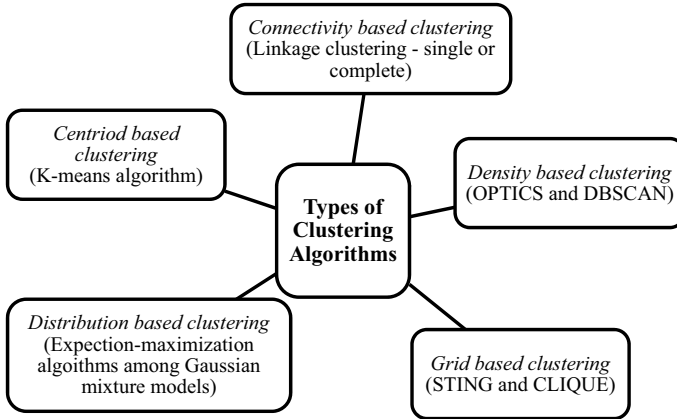 Connectivity based clustering
(Linkage clustering - single or
complete)
Centriod based
clustering
(K-means algorithm)
Density based clustering
(OPTICS and DBSCAN)
Types of
Clustering
Algorithms
Distribution based clustering
(Expection-maximization
algoithms among Gaussian
mixture models)
Grid based clustering
(STING and CLIQUE)